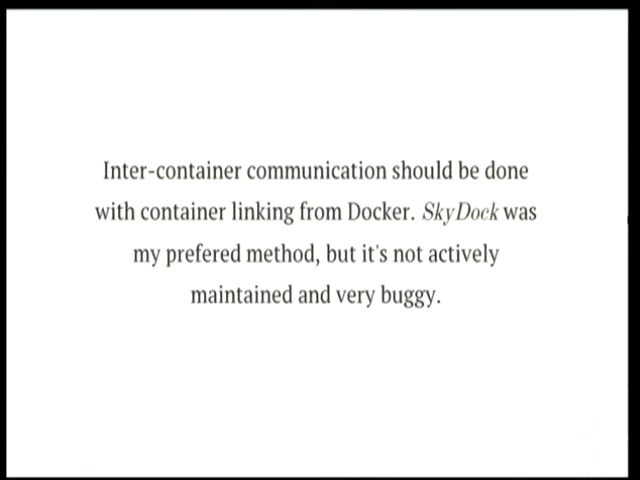 Inter-container communication should be done
with container linking from Docker. SkyDock was
my prefered method, but it's not actively
maintained and very buggy.